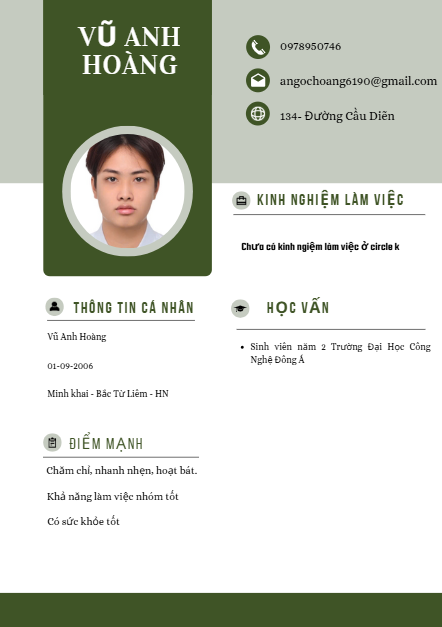 VŨ ANH
HOÀNG
0978950746
angochoang6190@gmail.com
134- Đường Cầu Diễn
KINH NGHIỆM LÀM VIỆC
Chưa có kinh ngiệm làm việc ở circle k
THÔNG TIN CÁ NHÂN
Vũ Anh Hoàng
01-09-2006
Minh khai - Bắc Từ Liêm - HN
HỌC VẤN
• Sinh viên năm 2 Trường Đại Học Công
Nghệ Đông Á
ĐIỂM MẠNH
Chăm chỉ, nhanh nhẹn, hoạt bát.
Khả năng làm việc nhóm tốt
Có sức khỏe tốt